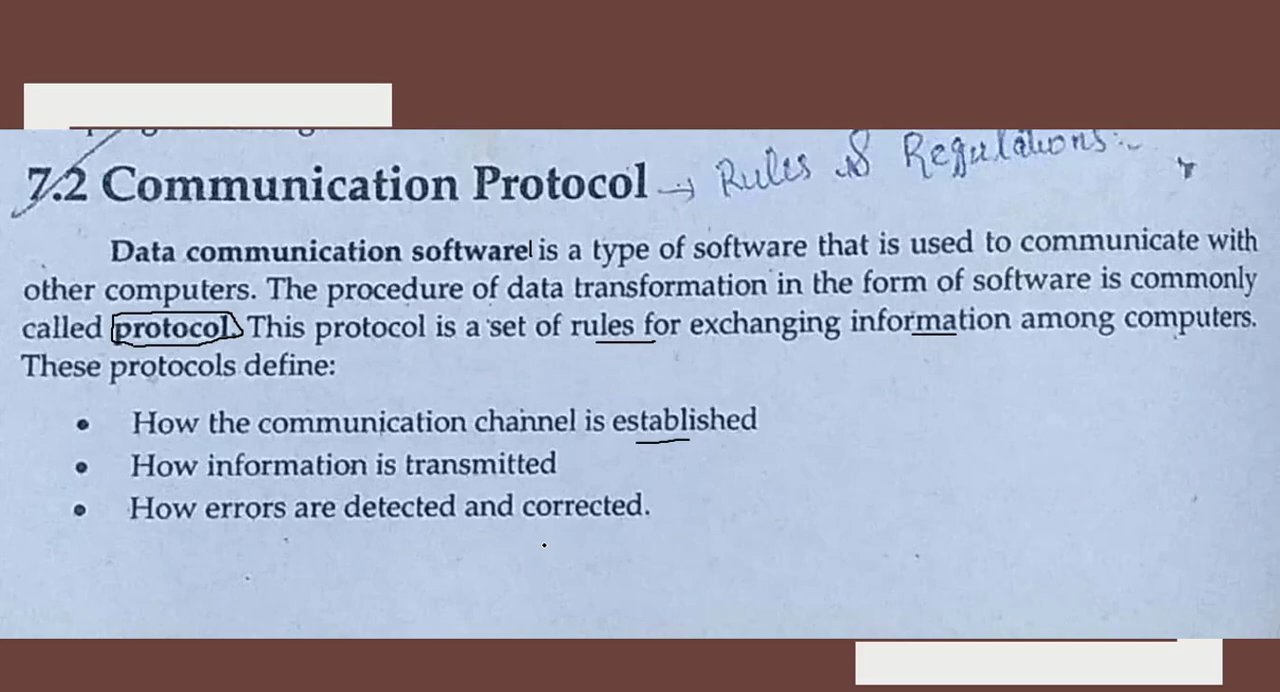 7.2 Communication Protocol → Rules & Regulations
Data communication software is a type of software that is used to communicate with
other computers. The procedure of data transformation in the form of software is commonly
called protocol. This protocol is a set of rules for exchanging information among computers.
These protocols define:
• How the communication channel is established
• How information is transmitted
• How errors are detected and corrected.